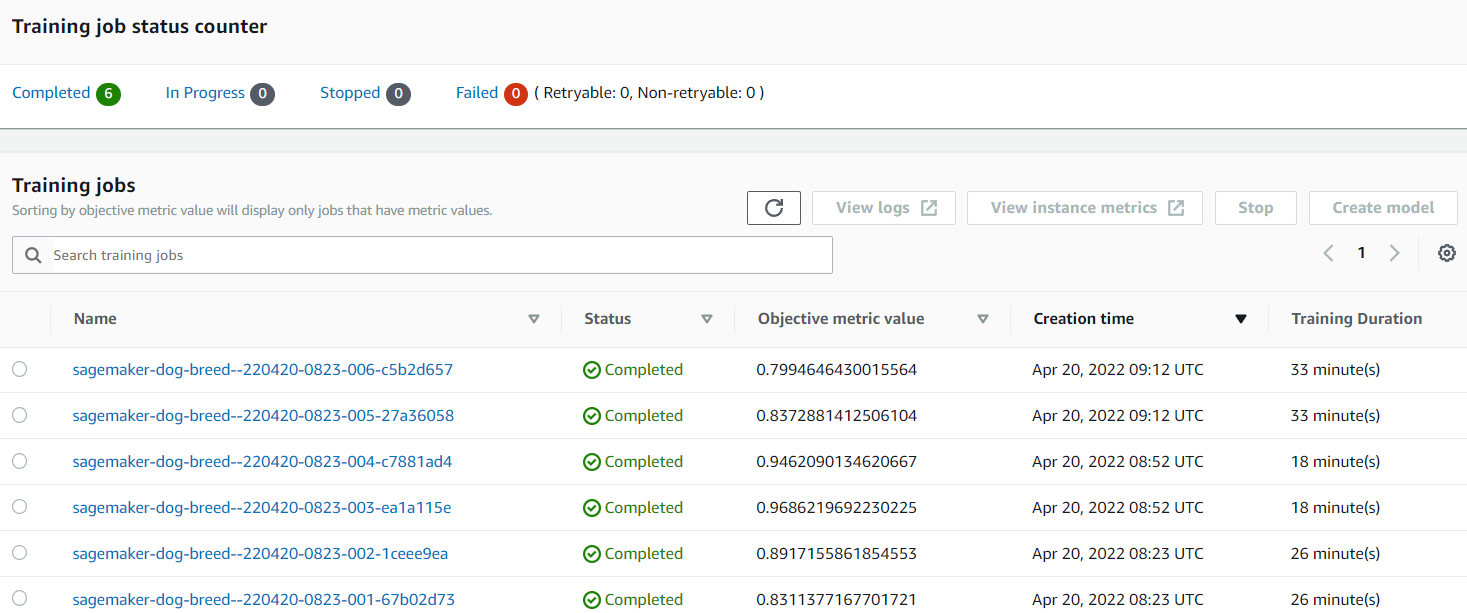 Training job status counter
Completed 6 In Progress 0 Stopped 0 Failed 0 ( Retryable: 0, Non-retryable: 0 )
Training jobs
Sorting by objective metric value will display only jobs that have metric values.
View logs View instance metrics Stop Create model
Search training jobs 1
Name Status Objective metric value Creation time Training Duration
sagemaker-dog-breed--220420-0823-006-c5b2d657 Completed 0.7994646430015564 Apr 20, 2022 09:12 UTC 33 minute(s)
sagemaker-dog-breed--220420-0823-005-27a36058 Completed 0.8372881412506104 Apr 20, 2022 09:12 UTC 33 minute(s)
sagemaker-dog-breed--220420-0823-004-c7881ad4 Completed 0.9462090134620667 Apr 20, 2022 08:52 UTC 18 minute(s)
sagemaker-dog-breed--220420-0823-003-ea1a115e Completed 0.9686219692230225 Apr 20, 2022 08:52 UTC 18 minute(s)
sagemaker-dog-breed--220420-0823-002-1ceee9ea Completed 0.8917155861854553 Apr 20, 2022 08:23 UTC 26 minute(s)
sagemaker-dog-breed--220420-0823-001-67b02d73 Completed 0.8311377167701721 Apr 20, 2022 08:23 UTC 26 minute(s)